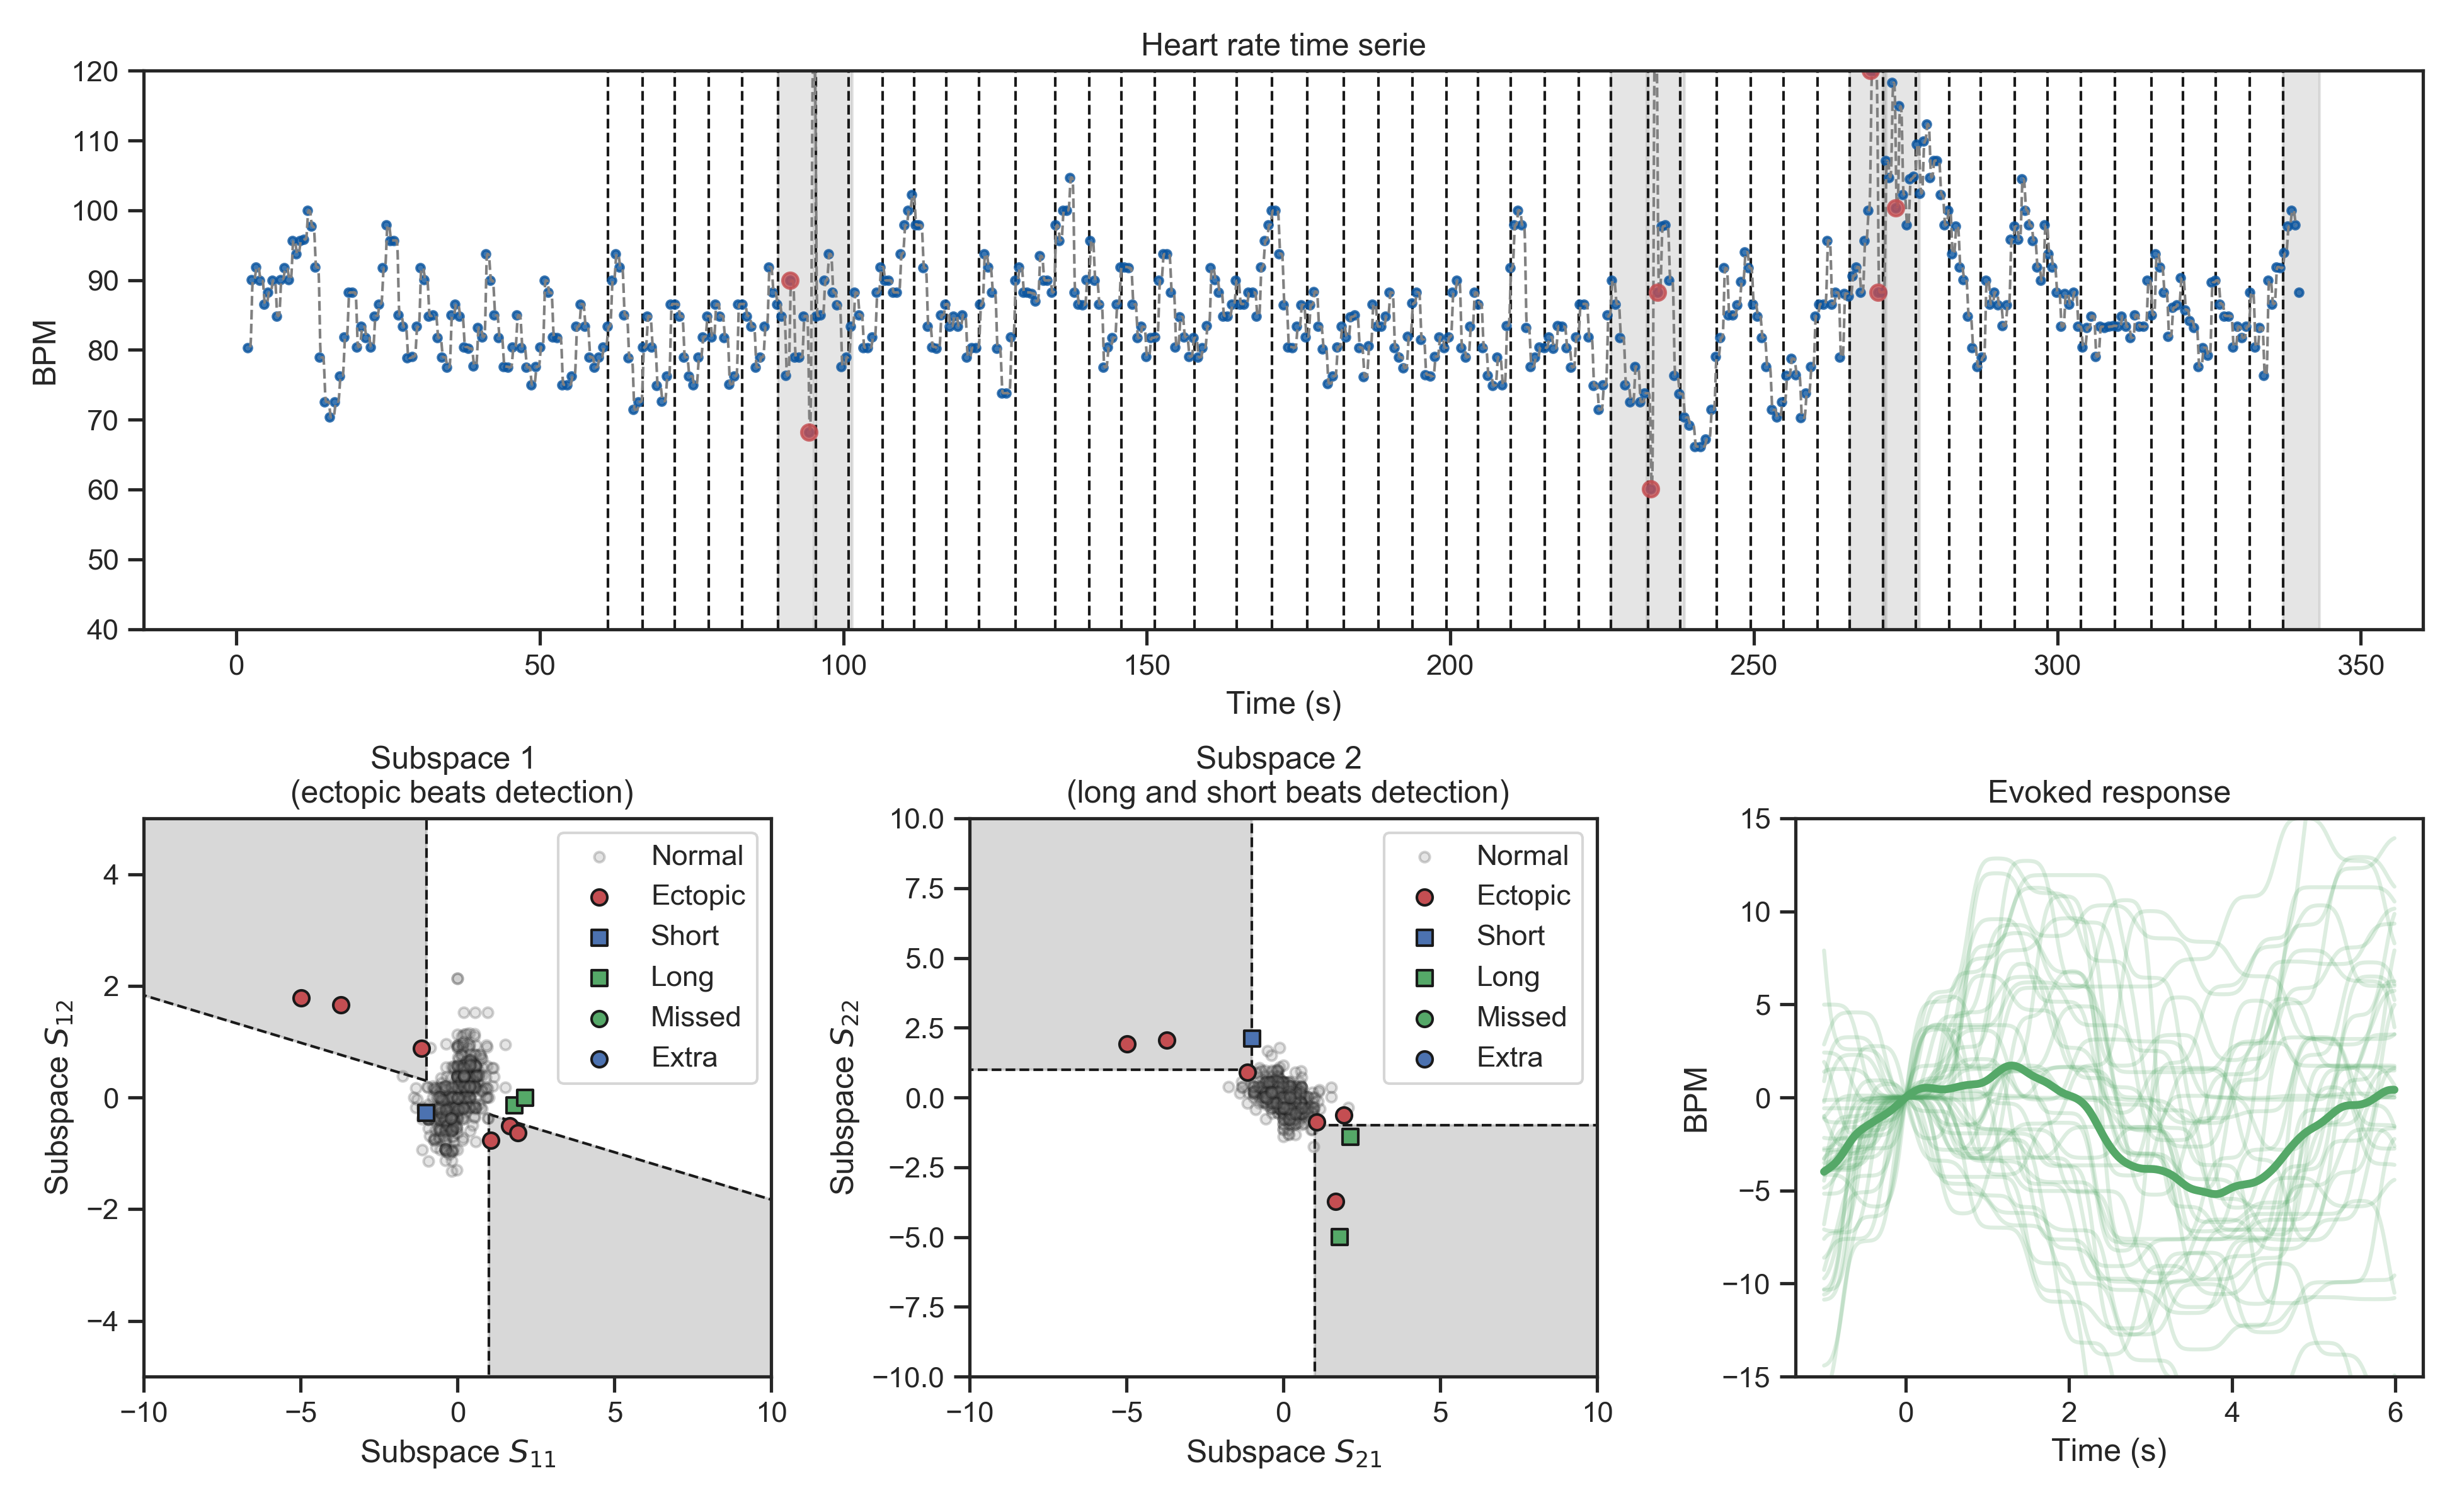 Heart rate time serie
BPM
120
110
100
90
80
70
60
50
40
0 50 100 150 200 250 300 350
Time (s)
Subspace 1
(ectopic beats detection)
Subspace S12
4
2
0
−2
−4
Normal
Ectopic
Short
Long
Missed
Extra
−10 −5 0 5 10
Subspace S11
Subspace 2
(long and short beats detection)
Subspace S22
10.0
7.5
5.0
2.5
0.0
−2.5
−5.0
−7.5
−10.0
Normal
Ectopic
Short
Long
Missed
Extra
−10 −5 0 5 10
Subspace S21
Evoked response
BPM
15
10
5
0
−5
−10
−15
0 2 4 6
Time (s)